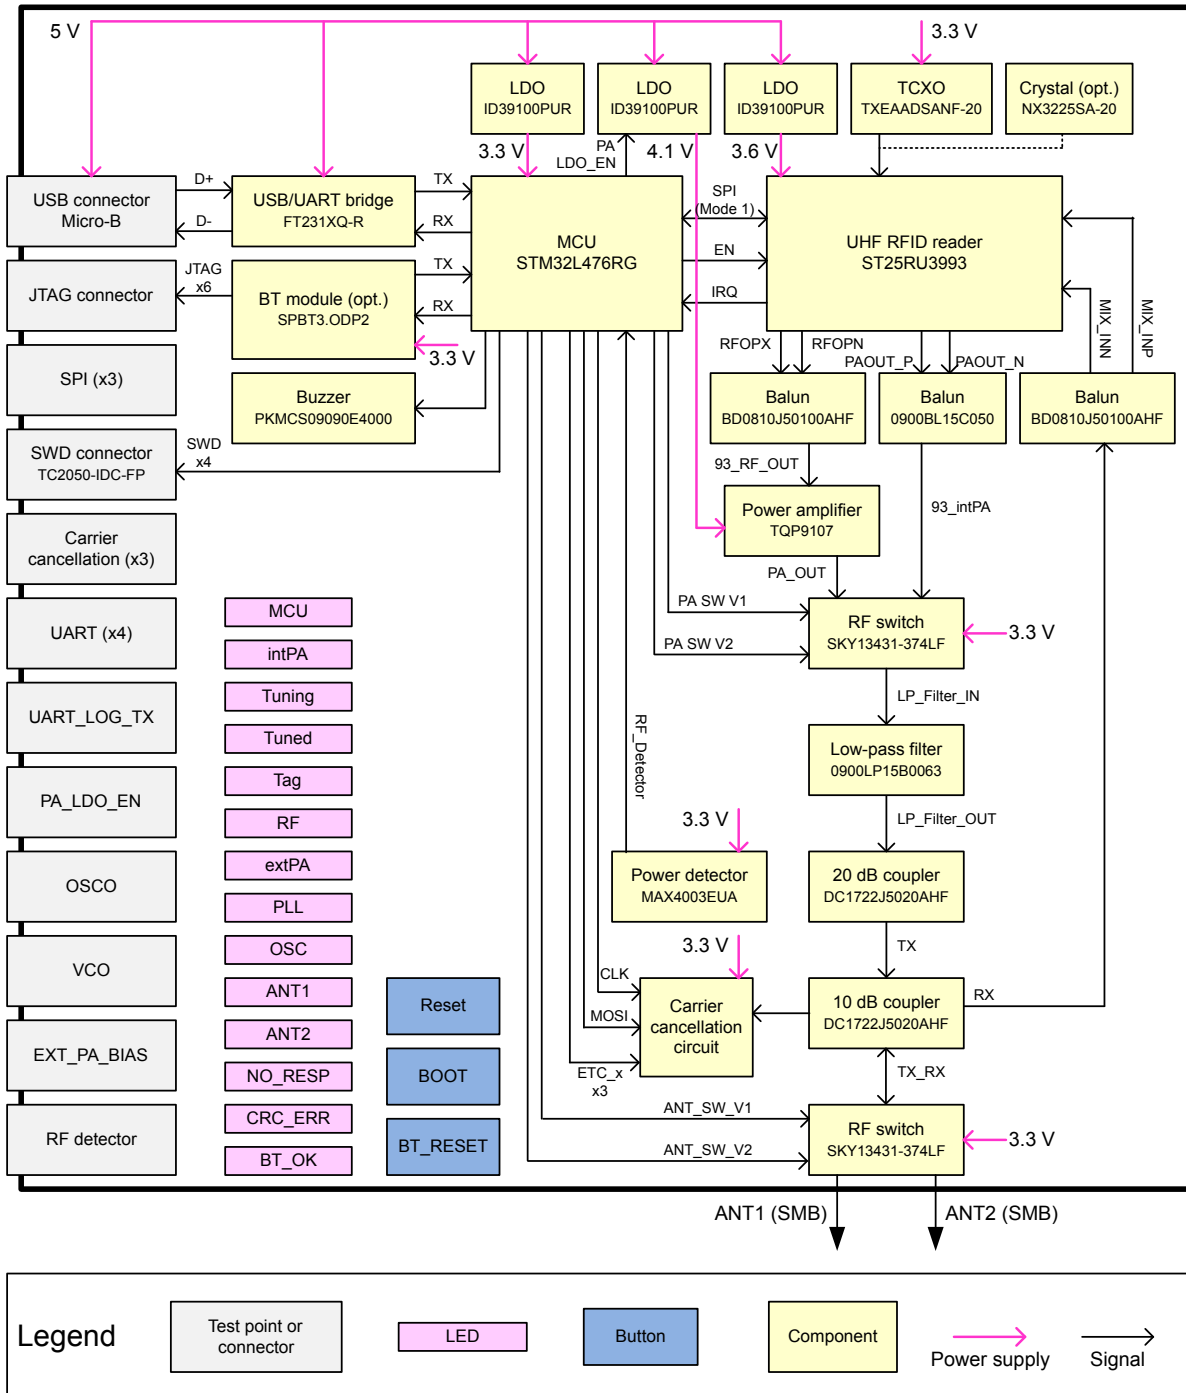 5 V
3.3 V
LDO
ID39100PUR
LDO
ID39100PUR
LDO
ID39100PUR
TCXO
TXEAADSANF-20
Crystal (opt.)
NX3225SA-20
3.3 V
PA
LDO_EN
4.1 V
3.6 V
USB connector
Micro-B
D+
D-
USB/UART bridge
FT231XQ-R
TX
RX
MCU
STM32L476RG
SPI
(Mode 1)
EN
IRQ
UHF RFID reader
ST25RU3993
JTAG connector
JTAG
x6
BT module (opt.)
SPBT3.ODP2
TX
RX
3.3 V
RFOPX
RFOPN
PAOUT_P
PAOUT_N
MIX_INN
MIX_INP
SPI (x3)
Buzzer
PKMCS09090E4000
Balun
BD0810J50100AHF
Balun
0900BL15C050
Balun
BD0810J50100AHF
SWD connector
TC2050-IDC-FP
SWD
x4
93_RF_OUT
Power amplifier
TQP9107
93_intPA
Carrier
cancellation (x3)
PA_OUT
UART (x4)
MCU
PA SW V1
PA SW V2
RF switch
SKY13431-374LF
3.3 V
intPA
UART_LOG_TX
Tuning
Tuned
LP_Filter_IN
RF_Detector
Low-pass filter
0900LP15B0063
PA_LDO_EN
Tag
RF
3.3 V
LP_Filter_OUT
OSCO
extPA
PLL
Power detector
MAX4003EUA
20 dB coupler
DC1722J5020AHF
VCO
OSC
ANT1
3.3 V
TX
Reset
CLK
MOSI
ETC_x
x3
Carrier
cancellation
circuit
10 dB coupler
DC1722J5020AHF
RX
EXT_PA_BIAS
ANT2
NO_RESP
BOOT
TX_RX
RF detector
CRC_ERR
BT_OK
BT_RESET
ANT_SW_V1
ANT_SW_V2
RF switch
SKY13431-374LF
3.3 V
ANT1 (SMB)
ANT2 (SMB)
Legend
Test point or
connector
LED
Button
Component
Power supply
Signal